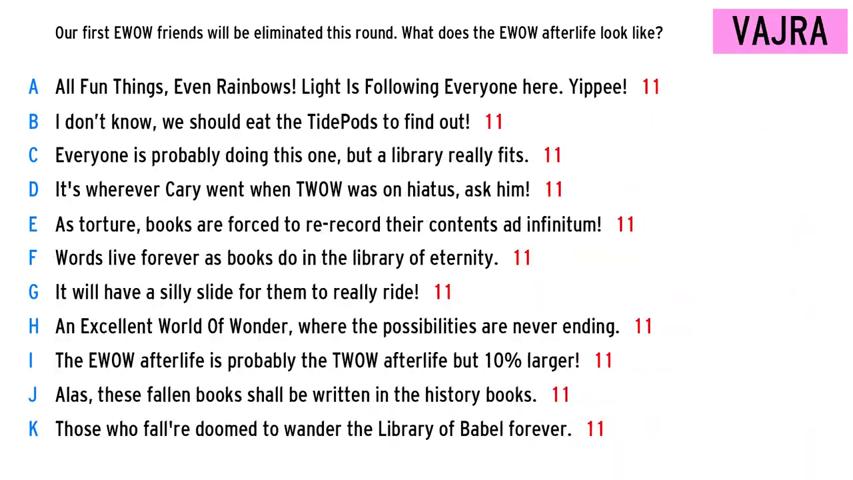 Our first EWOW friends will be eliminated this round. What does the EWOW afterlife look like?
VAJRA
A All Fun Things, Even Rainbows! Light Is Following Everyone here. Yippee! 11
B I don’t know, we should eat the TidePods to find out! 11
C Everyone is probably doing this one, but a library really fits. 11
D It's wherever Cary went when TWOW was on hiatus, ask him! 11
E As torture, books are forced to re-record their contents ad infinitum! 11
F Words live forever as books do in the library of eternity. 11
G It will have a silly slide for them to really ride! 11
H An Excellent World Of Wonder, where the possibilities are never ending. 11
I The EWOW afterlife is probably the TWOW afterlife but 10% larger! 11
J Alas, these fallen books shall be written in the history books. 11
K Those who fall're doomed to wander the Library of Babel forever. 11